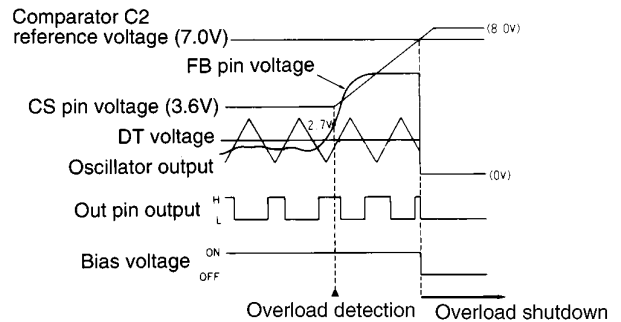 Comparator C2
reference voltage (7.0V)
(8.0V)
FB pin voltage
CS pin voltage (3.6V)
2.7V
DT voltage
Oscillator output
(0V)
Out pin output
H
L
Bias voltage
ON
OFF
Overload detection
Overload shutdown